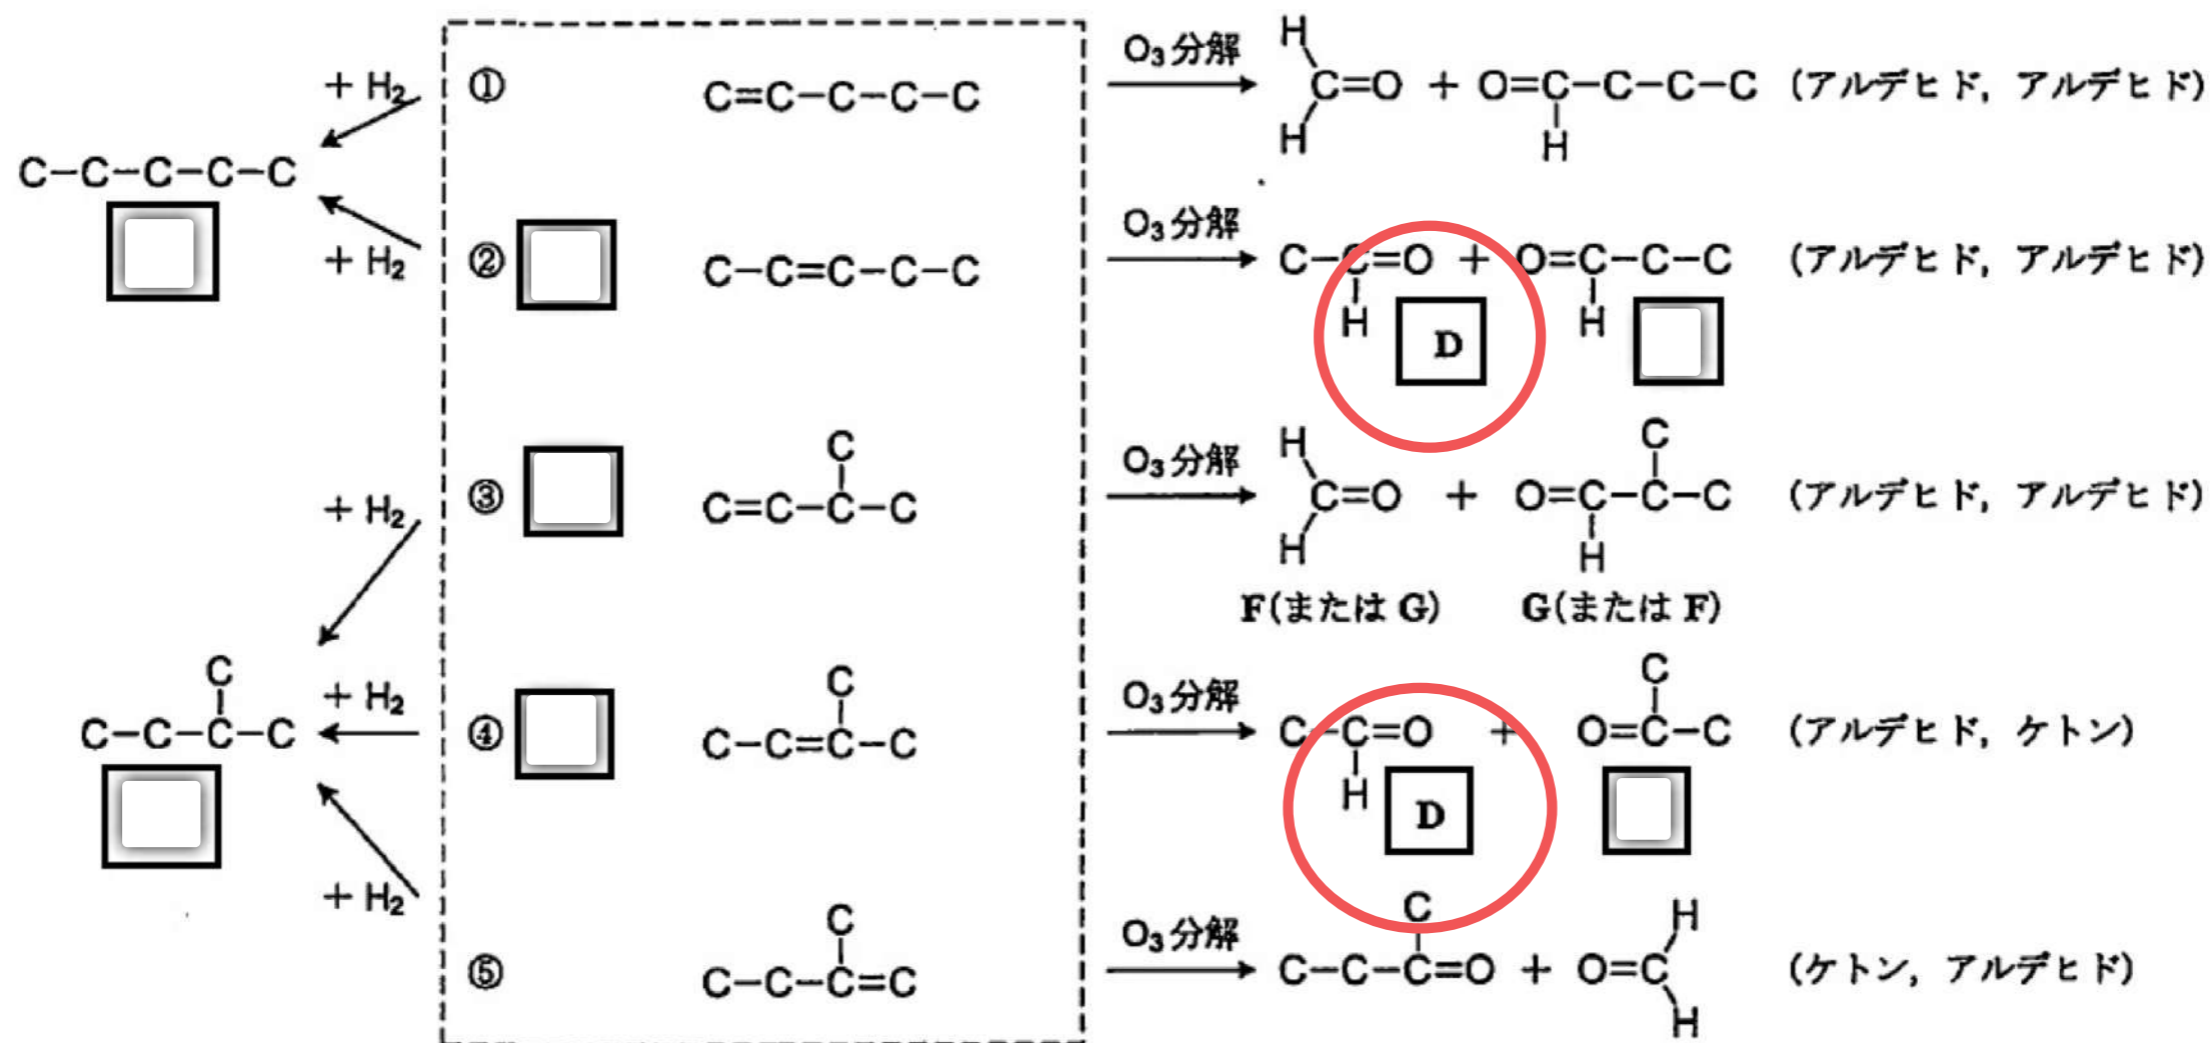 + H₂ ① C=C-C-C-C O₃分解 H H C=O + O=C-C-C-C H (アルデヒド, アルデヒド)
C-C-C-C-C
+ H₂ ② C-C=C-C-C O₃分解 C-C=O H D + O=C-C-C H (アルデヒド, アルデヒド)
+ H₂ ③ C=C-C-C C O₃分解 H H C=O + O=C-C-C H C (アルデヒド, アルデヒド)
F(または G) G(または F)
C-C-C-C C
+ H₂ ④ C-C=C-C C O₃分解 C-C=O H D + O=C-C C (アルデヒド, ケトン)
+ H₂ ⑤ C-C-C=C C O₃分解 C-C-C=O C + O=C H H (ケトン, アルデヒド)